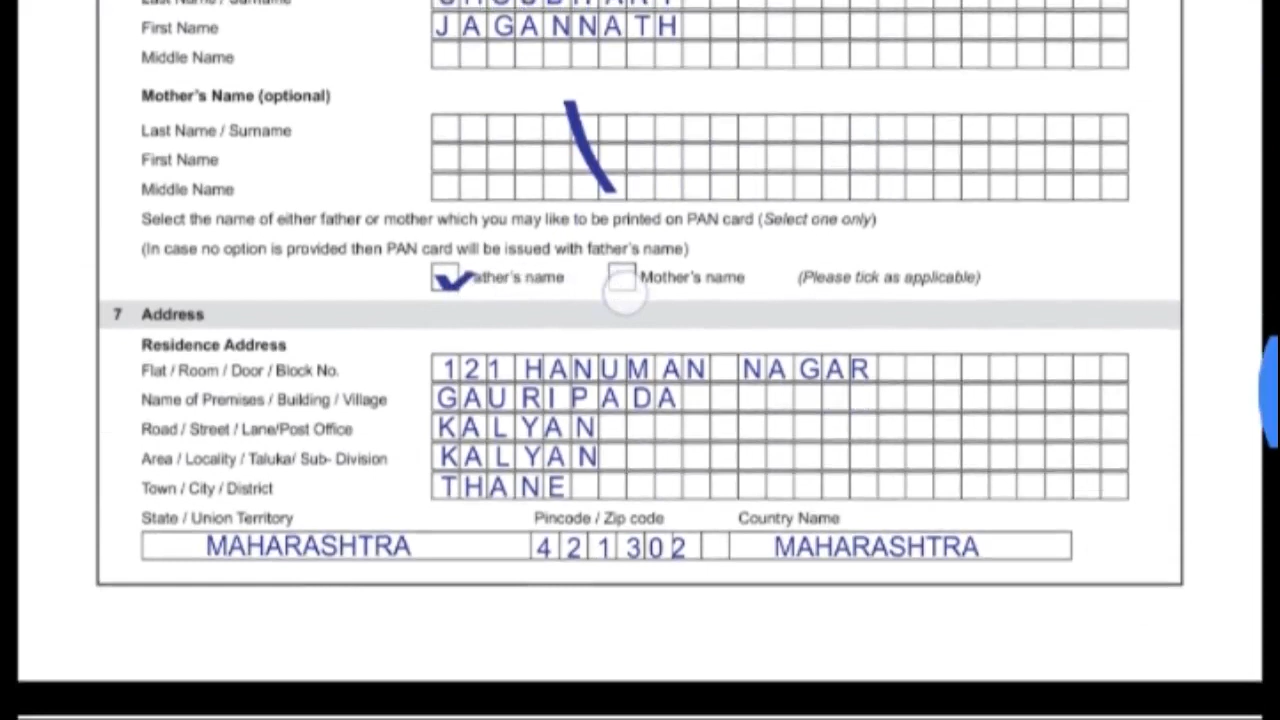 Last Name / Surname CHOUDHARY
First Name JAGANNATH
Middle Name
Mother's Name (optional)
Last Name / Surname
First Name
Middle Name
Select the name of either father or mother which you may like to be printed on PAN card (Select one only)
(In case no option is provided then PAN card will be issued with father's name)
ather's name Mother's name (Please tick as applicable)
7 Address
Residence Address
Flat / Room / Door / Block No. 121 HANUMAN NAGAR
Name of Premises / Building / Village GAURIPADA
Road / Street / Lane/Post Office KALYAN
Area / Locality / Taluka/ Sub- Division KALYAN
Town / City / District THANE
State / Union Territory Pincode / Zip code Country Name
MAHARASHTRA 421302 MAHARASHTRA